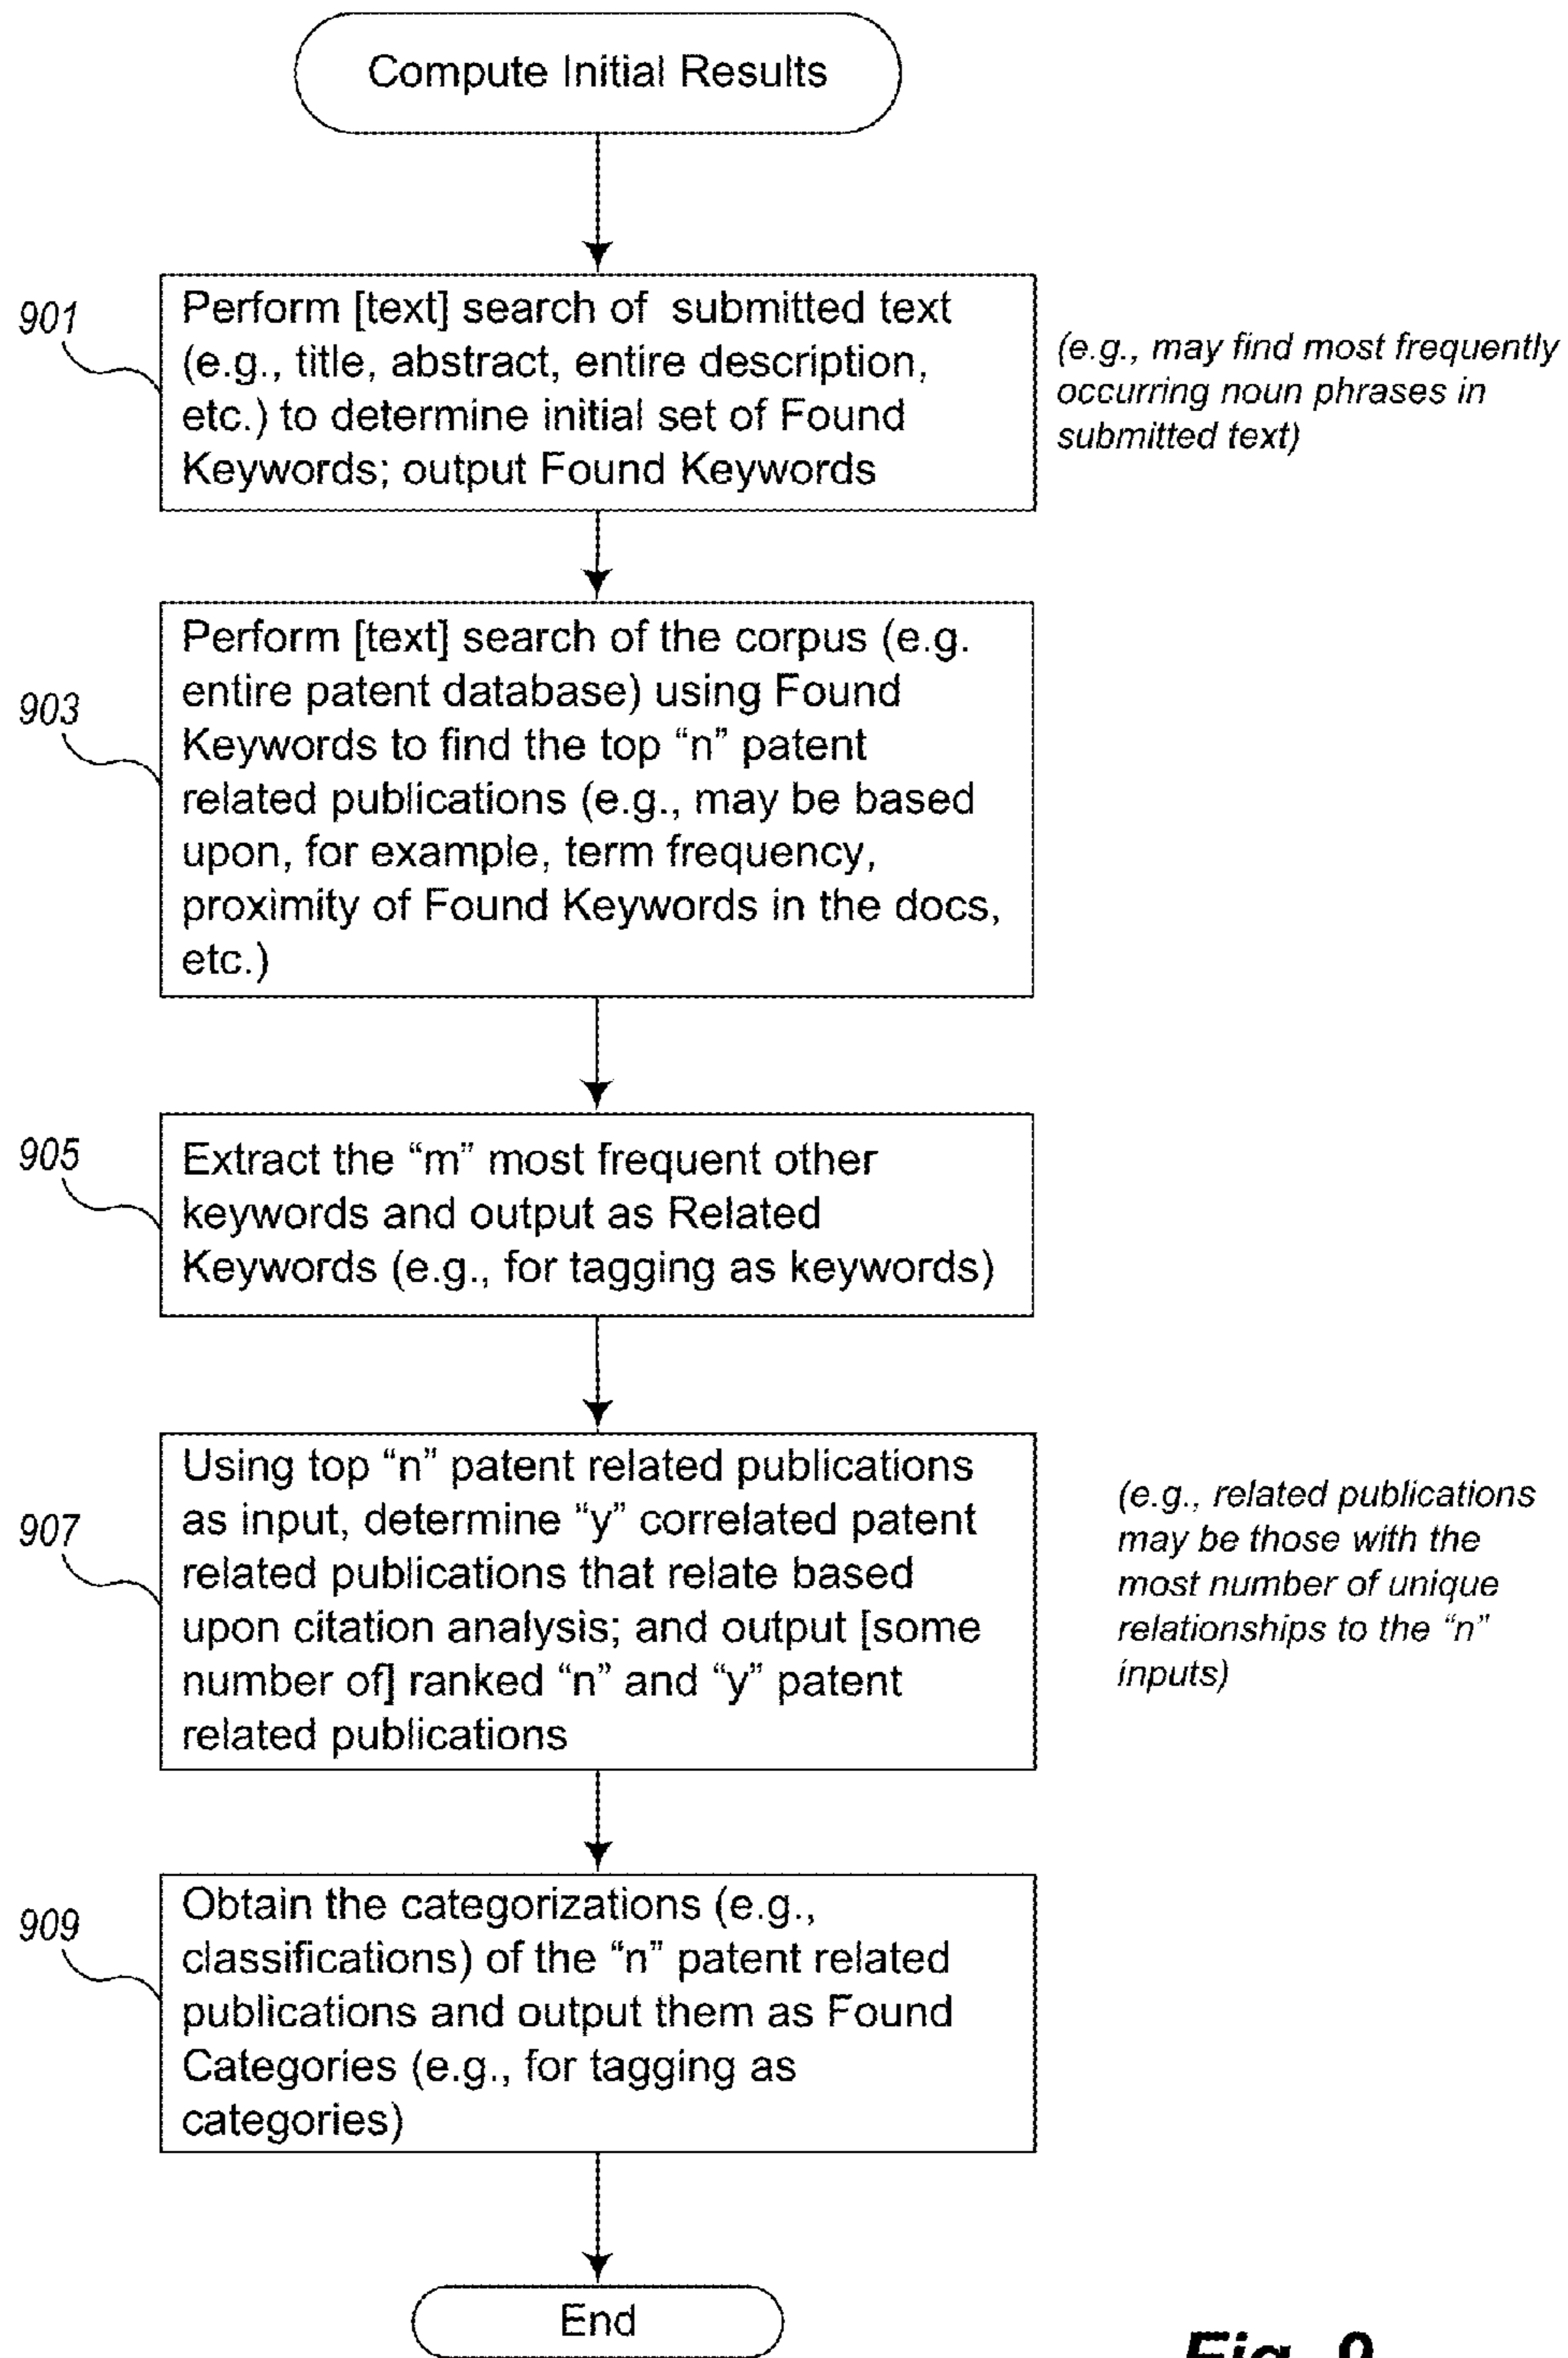 Compute Initial Results
901
Perform [text] search of submitted text
(e.g., title, abstract, entire description,
etc.) to determine initial set of Found
Keywords; output Found Keywords
(e.g., may find most frequently
occurring noun phrases in
submitted text)
903
Perform [text] search of the corpus (e.g.
entire patent database) using Found
Keywords to find the top “n” patent
related publications (e.g., may be based
upon, for example, term frequency,
proximity of Found Keywords in the docs,
etc.)
905
Extract the “m” most frequent other
keywords and output as Related
Keywords (e.g., for tagging as keywords)
907
Using top “n” patent related publications
as input, determine “y” correlated patent
related publications that relate based
upon citation analysis; and output [some
number of] ranked “n” and “y” patent
related publications
(e.g., related publications
may be those with the
most number of unique
relationships to the “n”
inputs)
909
Obtain the categorizations (e.g.,
classifications) of the “n” patent related
publications and output them as Found
Categories (e.g., for tagging as
categories)
End
Fig. 9